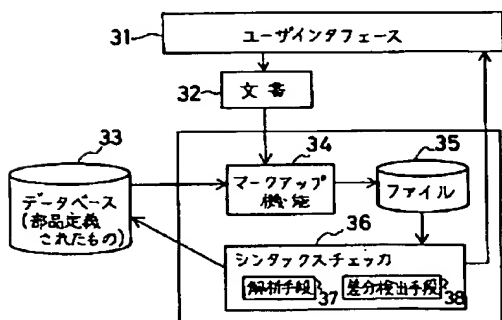 31
ユーザインタフェース
32
文書
33
34
35
データベース
(部品定義
されたもの)
マークアップ
機能
ファイル
36
シンタックスチェッカ
解析手段
37
差分検出手段
38